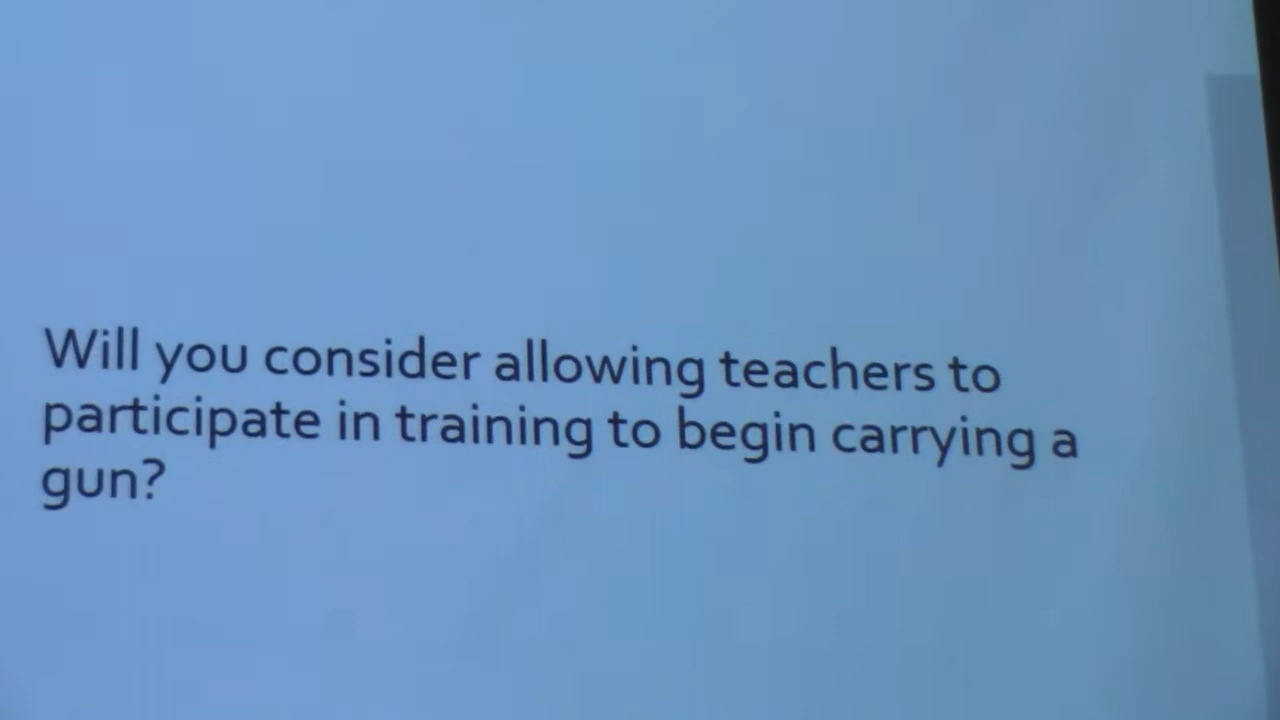 Will you consider allowing teachers to
participate in training to begin carrying a
gun?